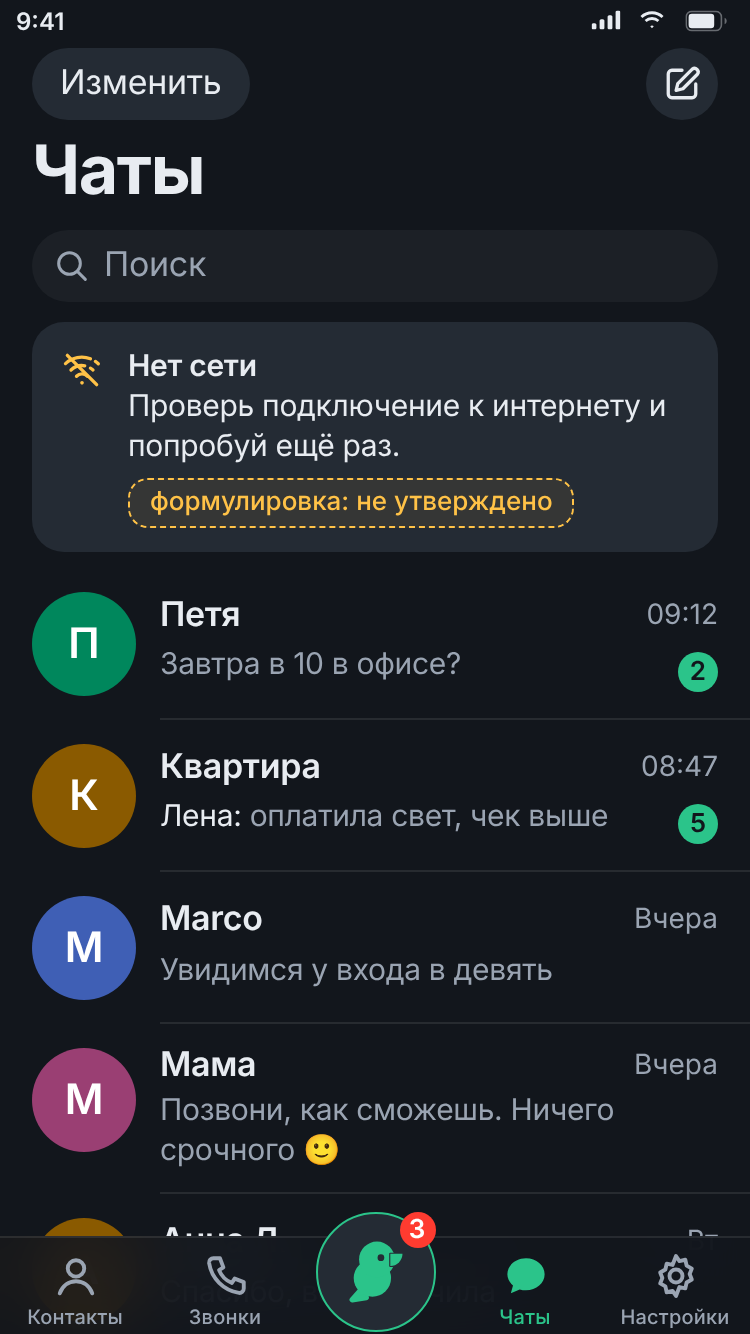 9:41
Изменить
Чаты
Поиск
Нет сети
Проверь подключение к интернету и
попробуй ещё раз.
формулировка: не утверждено
П
Петя
09:12
Завтра в 10 в офисе?
2
К
Квартира
08:47
Лена: оплатила свет, чек выше
5
М
Marco
Вчера
Увидимся у входа в девять
М
Мама
Вчера
Позвони, как сможешь. Ничего
срочного 🙂
3
Контакты
Звонки
Чаты
Настройки